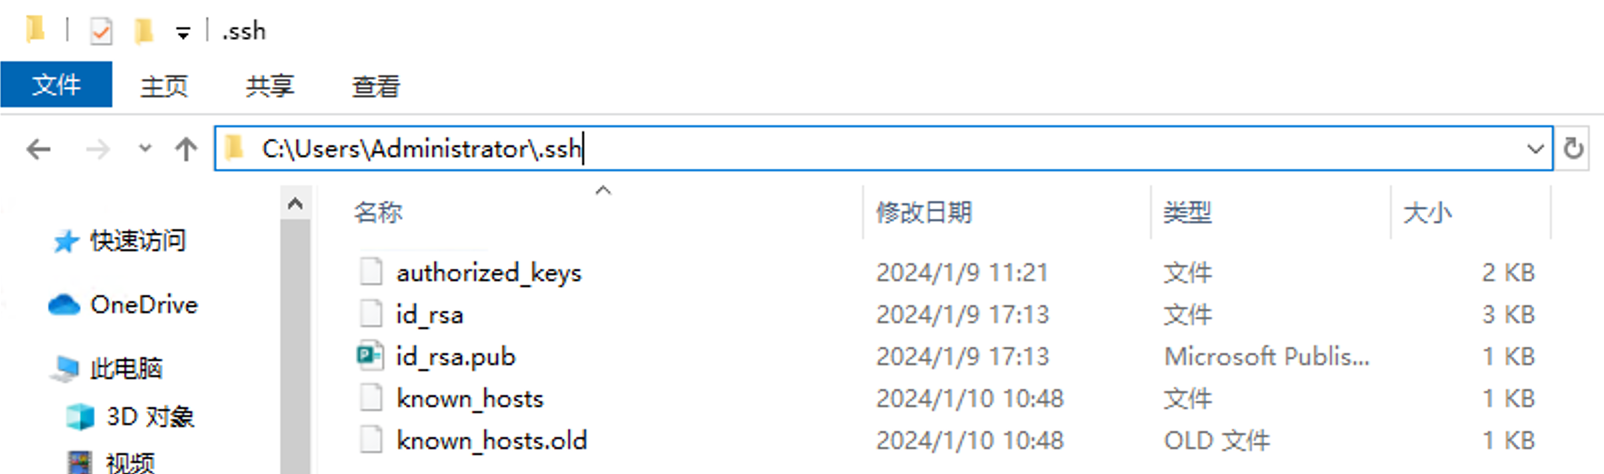 .ssh
文件 主页 共享 查看
C:\Users\Administrator\.ssh
名称 修改日期 类型 大小
快速访问
OneDrive
此电脑
3D 对象
视频
authorized_keys 2024/1/9 11:21 文件 2 KB
id_rsa 2024/1/9 17:13 文件 3 KB
id_rsa.pub 2024/1/9 17:13 Microsoft Publis... 1 KB
known_hosts 2024/1/10 10:48 文件 1 KB
known_hosts.old 2024/1/10 10:48 OLD 文件 1 KB